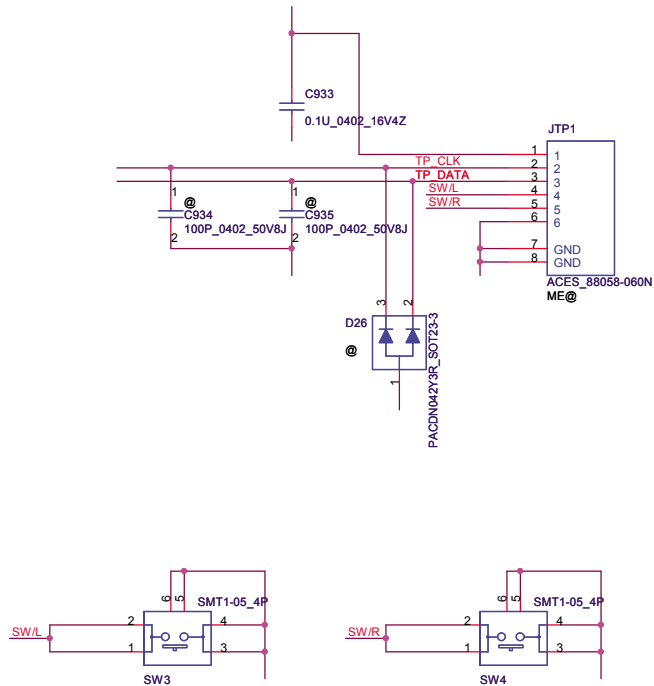 C933
0.1U_0402_16V4Z
JTP1
1
1
TP_CLK
2
2
TP_DATA
3
3
SW/L
4
4
SW/R
5
5
6
6
7
GND
8
GND
ACES_88058-060N
ME@
1
@
C934
2
100P_0402_50V8J
1
@
C935
2
100P_0402_50V8J
3
2
D26
@
1
PACDN042Y3R_SOT23-3
6
5
SMT1-05_4P
SW/L
2
4
1
3
SW3
6
5
SMT1-05_4P
SW/R
2
4
1
3
SW4